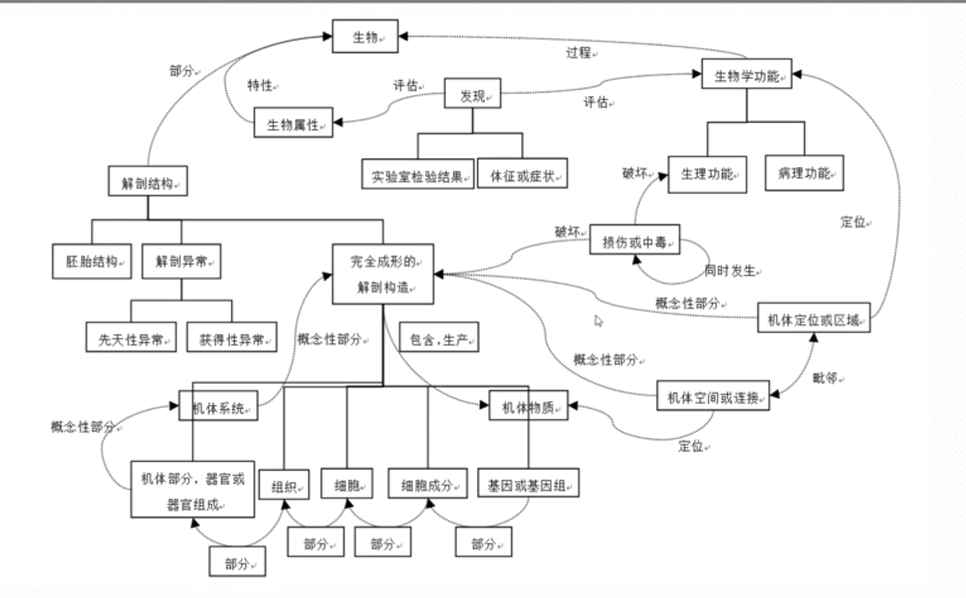 生物
过程
部分
特性
评估
发现
评估
生物学功能
生物属性
实验室检验结果
体征或症状
破坏
生理功能
病理功能
解剖结构
定位
破坏
损伤或中毒
胚胎结构
解剖异常
完全成形的
解剖构造
同时发生
概念性部分
机体定位或区域
先天性异常
获得性异常
概念性部分
包含,生产
概念性部分
毗邻
机体系统
机体物质
机体空间或连接
概念性部分
定位
机体部分，器官或
器官组成
组织
细胞
细胞成分
基因或基因组
部分
部分
部分
部分